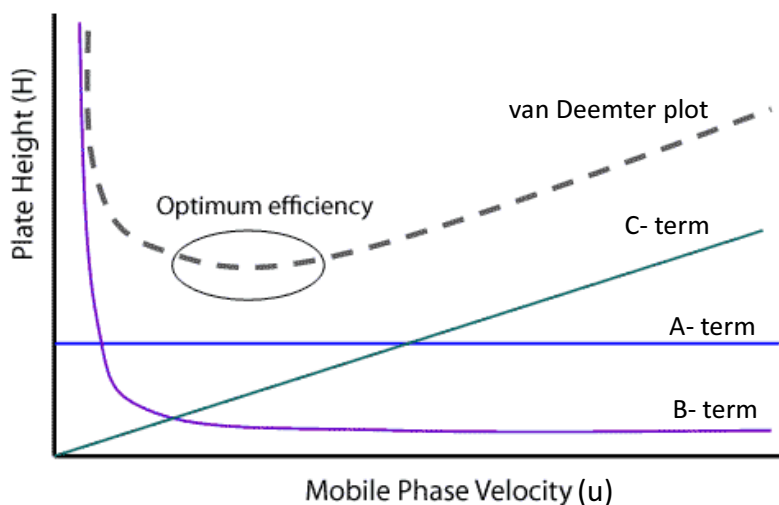 Plate Height (H)
van Deemter plot
Optimum efficiency
C- term
A- term
B- term
Mobile Phase Velocity (u)